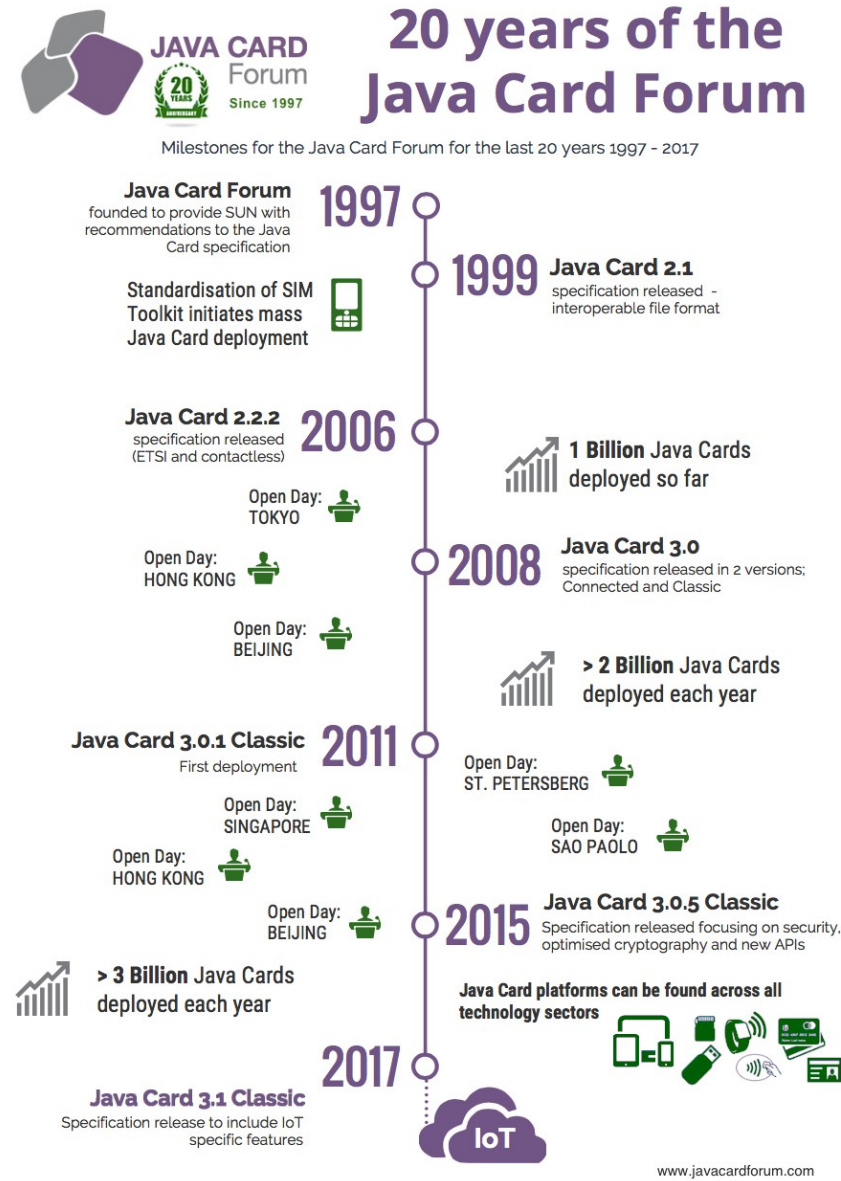 JAVA CARD
Forum
20
YEARS
ANNIVERSARY
Since 1997
20 years of the
Java Card Forum
Milestones for the Java Card Forum for the last 20 years 1997 - 2017
Java Card Forum
founded to provide SUN with
recommendations to the Java
Card specification
1997
1999
Java Card 2.1
specification released -
interoperable file format
Standardisation of SIM
Toolkit initiates mass
Java Card deployment
Java Card 2.2.2
specification released
(ETSI and contactless)
2006
1 Billion Java Cards
deployed so far
Open Day:
TOKYO
Open Day:
HONG KONG
2008
Java Card 3.0
specification released in 2 versions;
Connected and Classic
Open Day:
BEIJING
> 2 Billion Java Cards
deployed each year
Java Card 3.0.1 Classic
First deployment
2011
Open Day:
ST. PETERSBERG
Open Day:
SINGAPORE
Open Day:
SAO PAOLO
Open Day:
HONG KONG
Open Day:
BEIJING
2015
Java Card 3.0.5 Classic
Specification released focusing on security,
optimised cryptography and new APIs
> 3 Billion Java Cards
deployed each year
Java Card platforms can be found across all
technology sectors
2017
Java Card 3.1 Classic
Specification release to include IoT
specific features
IoT
www.javacardforum.com